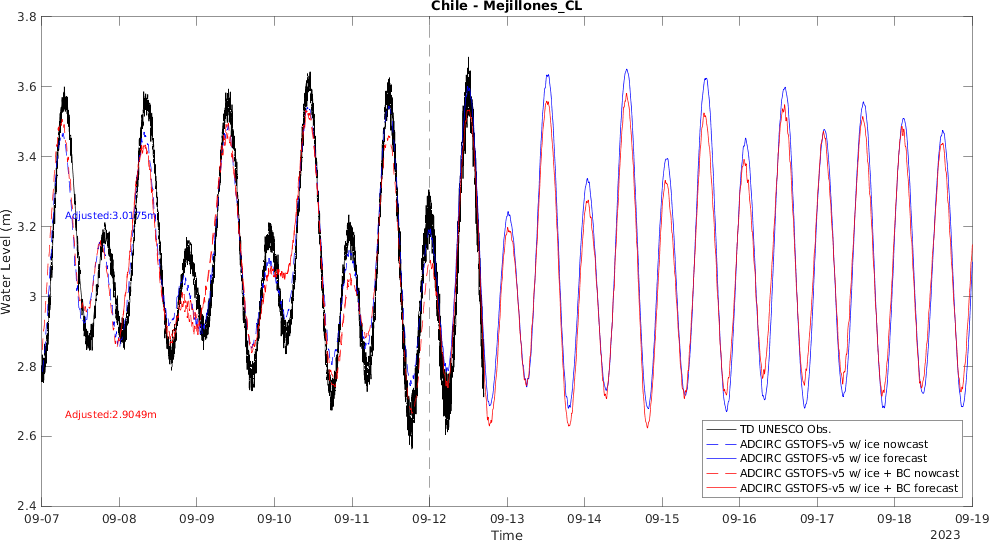 Chile - Mejillones_CL
3.8
3.6
3.4
3.2
3
2.8
2.6
2.4
Water Level (m)
Adjusted:3.0175m
Adjusted:2.9049m
TD UNESCO Obs.
ADCIRC GSTOFS-v5 w/ ice nowcast
ADCIRC GSTOFS-v5 w/ ice forecast
ADCIRC GSTOFS-v5 w/ ice + BC nowcast
ADCIRC GSTOFS-v5 w/ ice + BC forecast
09-07 09-08 09-09 09-10 09-11 09-12 09-13 09-14 09-15 09-16 09-17 09-18 09-19
Time
2023